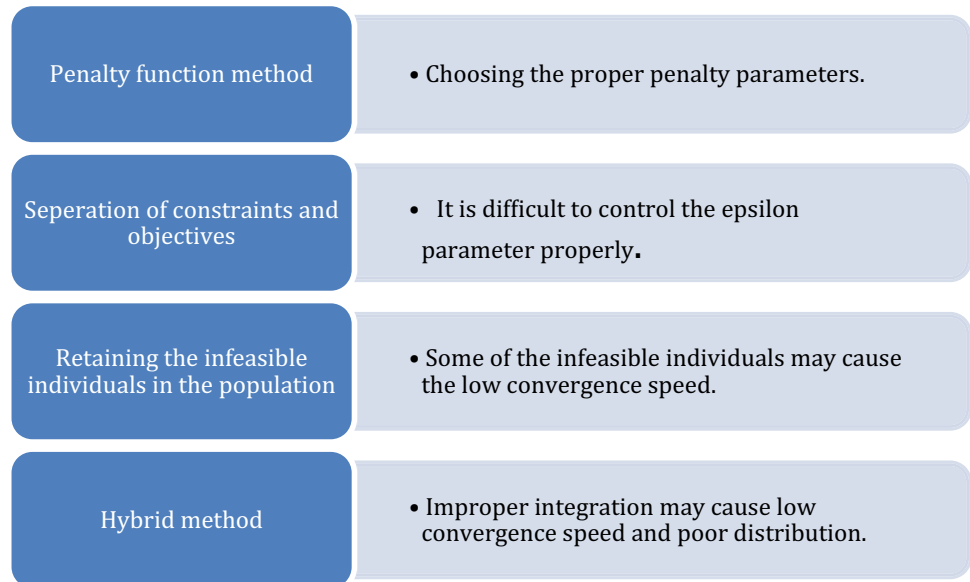 Penalty function method
• Choosing the proper penalty parameters.
Seperation of constraints and
objectives
• It is difficult to control the epsilon
parameter properly.
Retaining the infeasible
individuals in the population
• Some of the infeasible individuals may cause
the low convergence speed.
Hybrid method
• Improper integration may cause low
convergence speed and poor distribution.